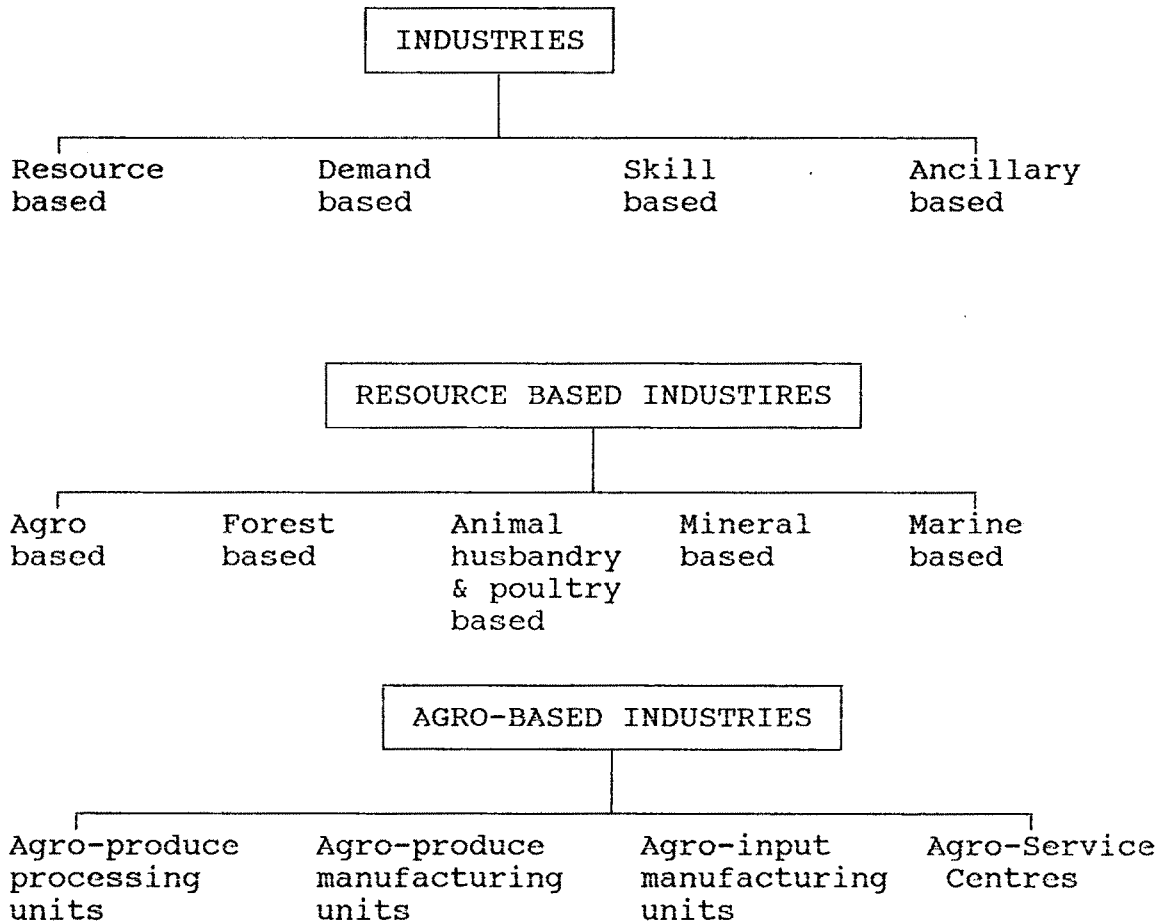 INDUSTRIES
Resource based
Demand based
Skill based
Ancillary based
RESOURCE BASED INDUSTIRES
Agro based
Forest based
Animal husbandry & poultry based
Mineral based
Marine based
AGRO-BASED INDUSTRIES
Agro-produce processing units
Agro-produce manufacturing units
Agro-input manufacturing units
Agro-Service Centres